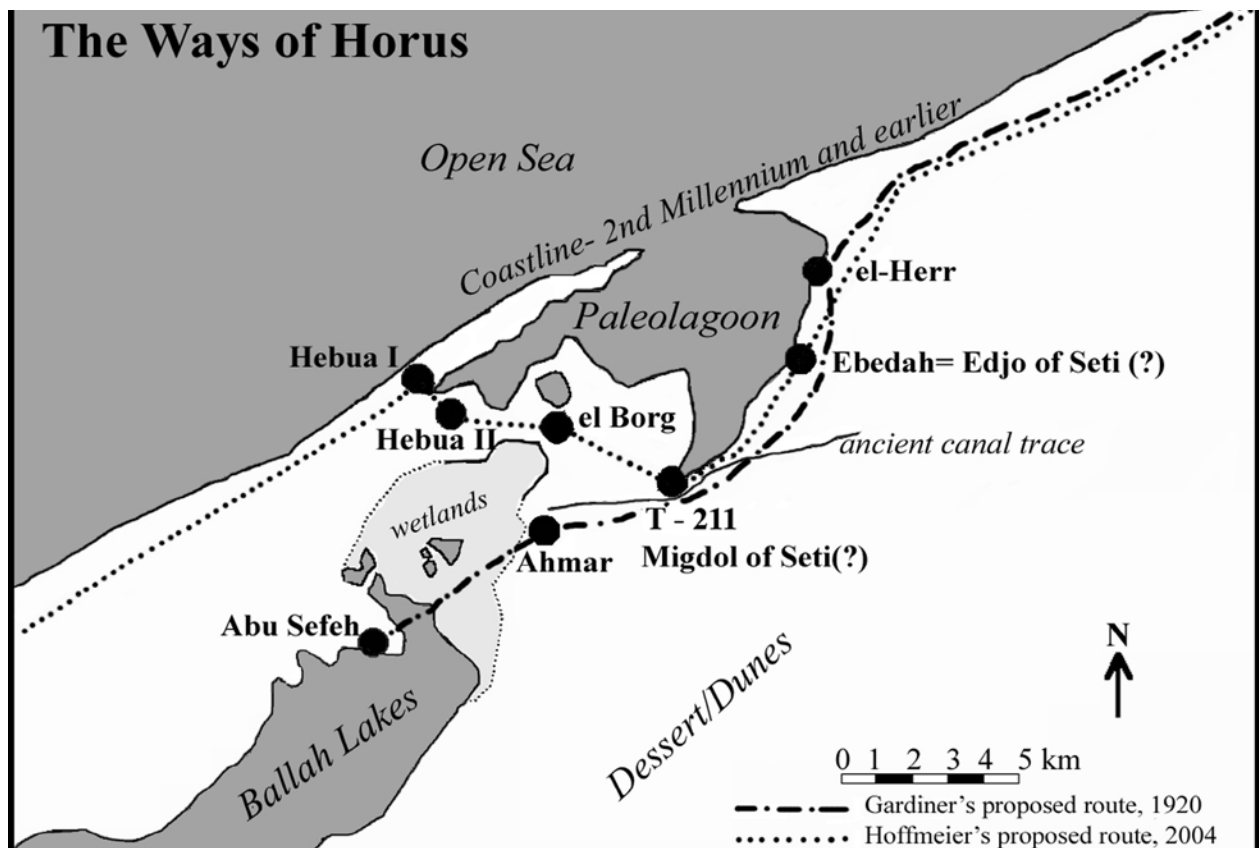 The Ways of Horus
Open Sea
Coastline- 2nd Millennium and earlier
el-Herr
Paleolagoon
Hebua I
Ebedah= Edjo of Seti (?)
el Borg
Hebua II
ancient canal trace
wetlands
T - 211
Migdol of Seti(?)
Ahmar
Abu Sefeh
N
Dessert/Dunes
Ballah Lakes
0 1 2 3 4 5 km
Gardiner's proposed route, 1920
Hoffmeier's proposed route, 2004